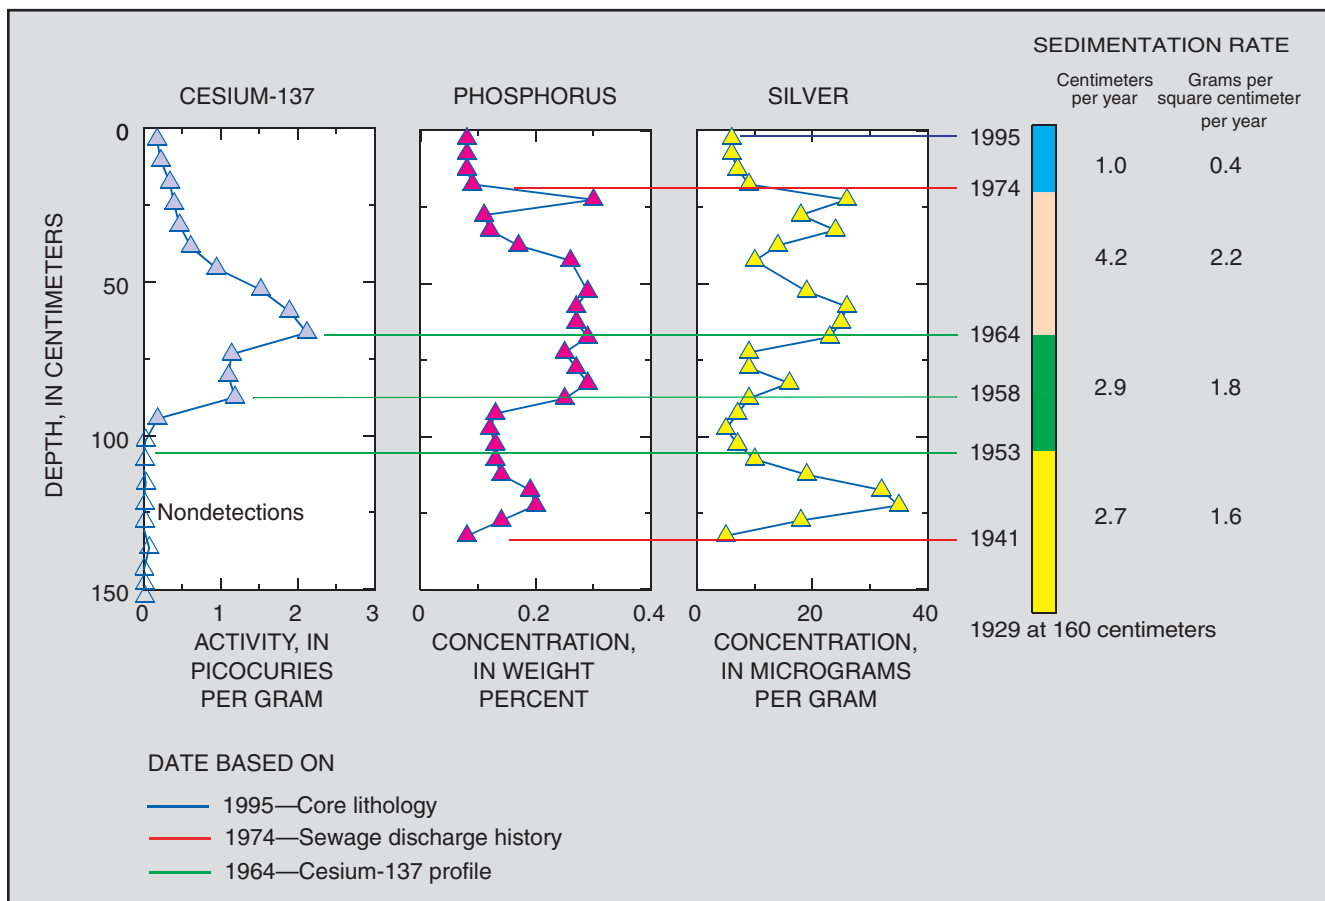 SEDIMENTATION RATE
Centimeters
per year
Grams per
square centimeter
per year
CESIUM-137
PHOSPHORUS
SILVER
DEPTH, IN CENTIMETERS
0
50
100
150
Nondetections
0
1
2
3
0
0.2
0.4
0
20
40
ACTIVITY, IN
PICOCURIES
PER GRAM
CONCENTRATION,
IN WEIGHT
PERCENT
CONCENTRATION,
IN MICROGRAMS
PER GRAM
1995
1974
1964
1958
1953
1941
1929 at 160 centimeters
1.0
0.4
4.2
2.2
2.9
1.8
2.7
1.6
DATE BASED ON
1995—Core lithology
1974—Sewage discharge history
1964—Cesium-137 profile